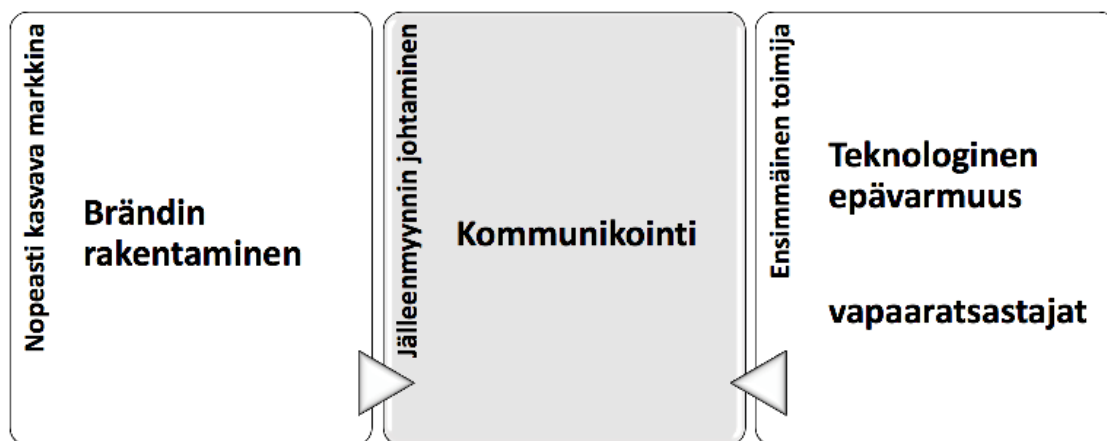 Nopeasti kasvava markkina
Brändin
rakentaminen
Jälleenmyynnin johtaminen
Kommunikointi
Ensimmäinen toimija
Teknologinen
epävarmuus
vapaaratsastajat